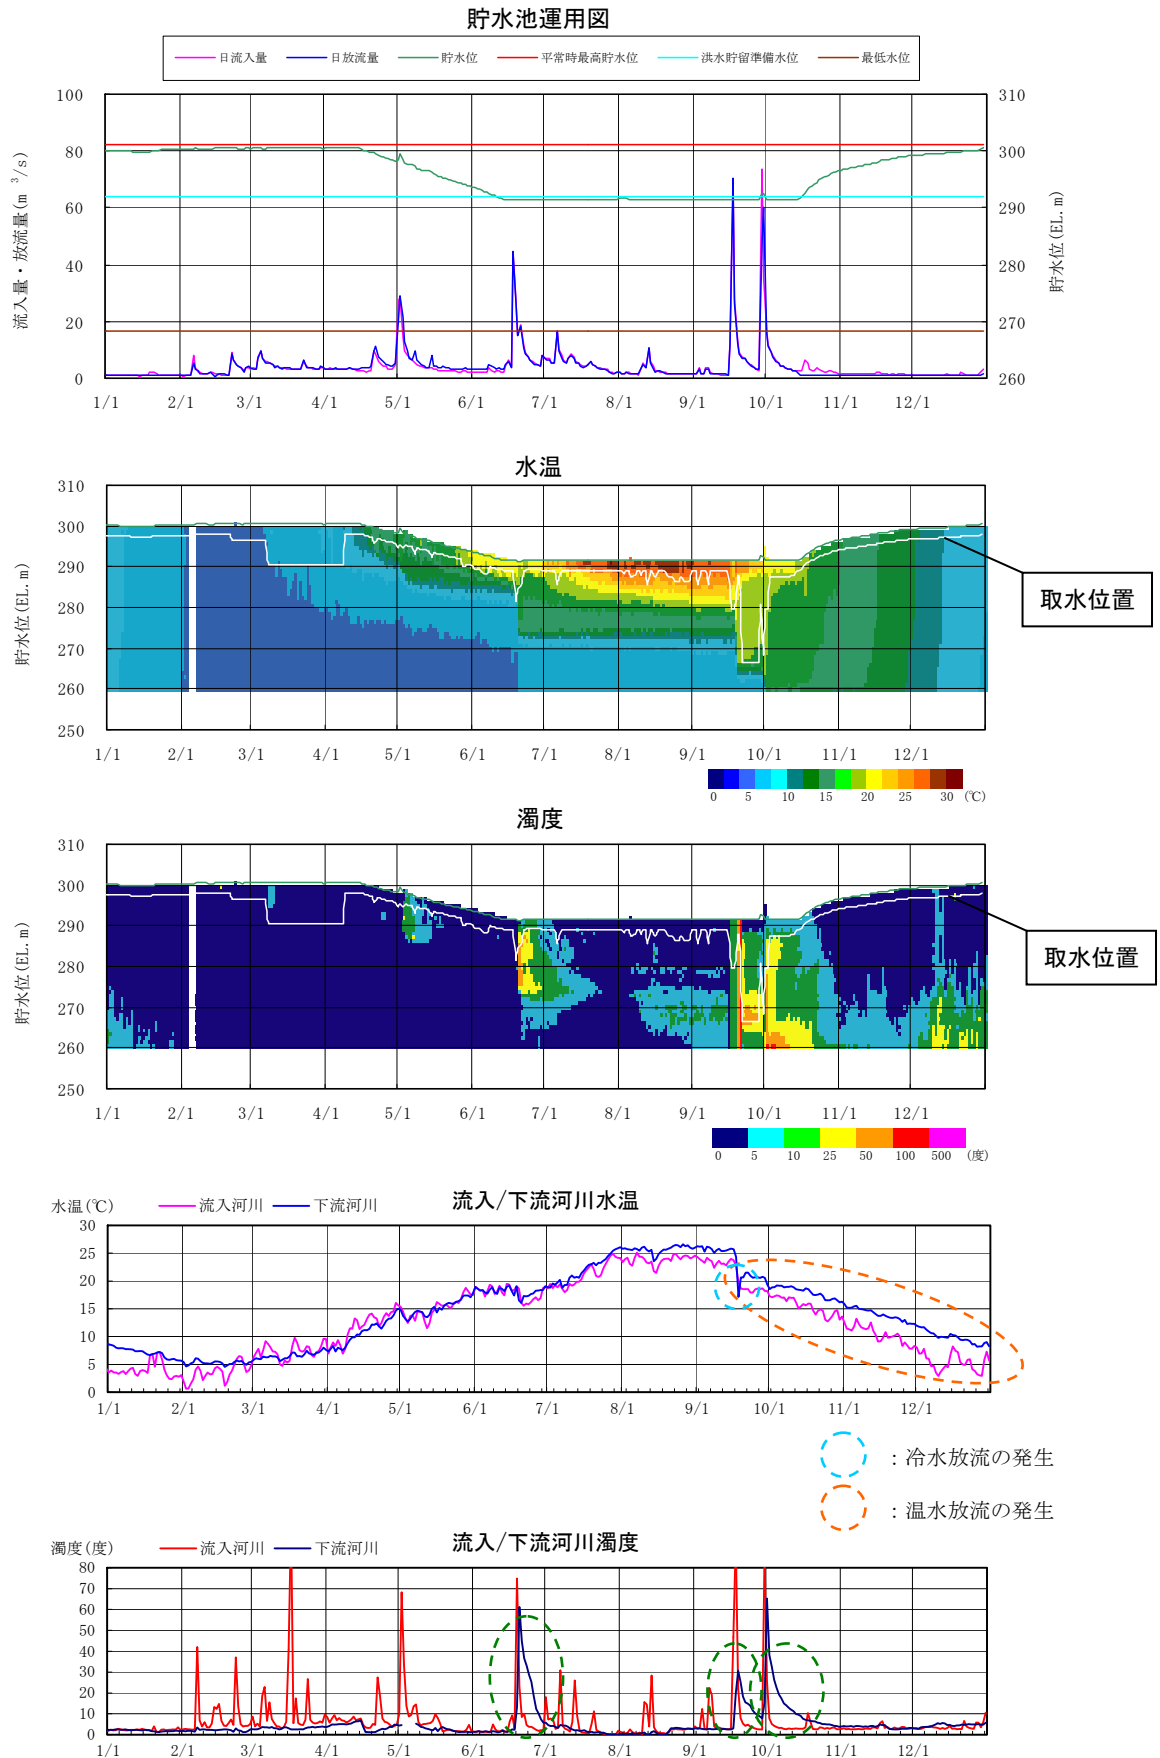 貯水池運用図
日流入量 日放流量 貯水位 平常時最高貯水位 洪水貯留準備水位 最低水位
流入量・放流量(m³/s)
100
80
60
40
20
0
310
300
290
280
270
260
貯水位(EL.m)
1/1 2/1 3/1 4/1 5/1 6/1 7/1 8/1 9/1 10/1 11/1 12/1
水温
貯水位(EL.m)
310
300
290
280
270
260
250
取水位置
1/1 2/1 3/1 4/1 5/1 6/1 7/1 8/1 9/1 10/1 11/1 12/1
0 5 10 15 20 25 30 (℃)
濁度
貯水位(EL.m)
310
300
290
280
270
260
250
取水位置
1/1 2/1 3/1 4/1 5/1 6/1 7/1 8/1 9/1 10/1 11/1 12/1
0 5 10 25 50 100 500 (度)
水温(℃) 流入河川 下流河川 流入/下流河川水温
30
25
20
15
10
5
0
1/1 2/1 3/1 4/1 5/1 6/1 7/1 8/1 9/1 10/1 11/1 12/1
:冷水放流の発生
:温水放流の発生
濁度(度) 流入河川 下流河川 流入/下流河川濁度
80
70
60
50
40
30
20
10
0
1/1 2/1 3/1 4/1 5/1 6/1 7/1 8/1 9/1 10/1 11/1 12/1